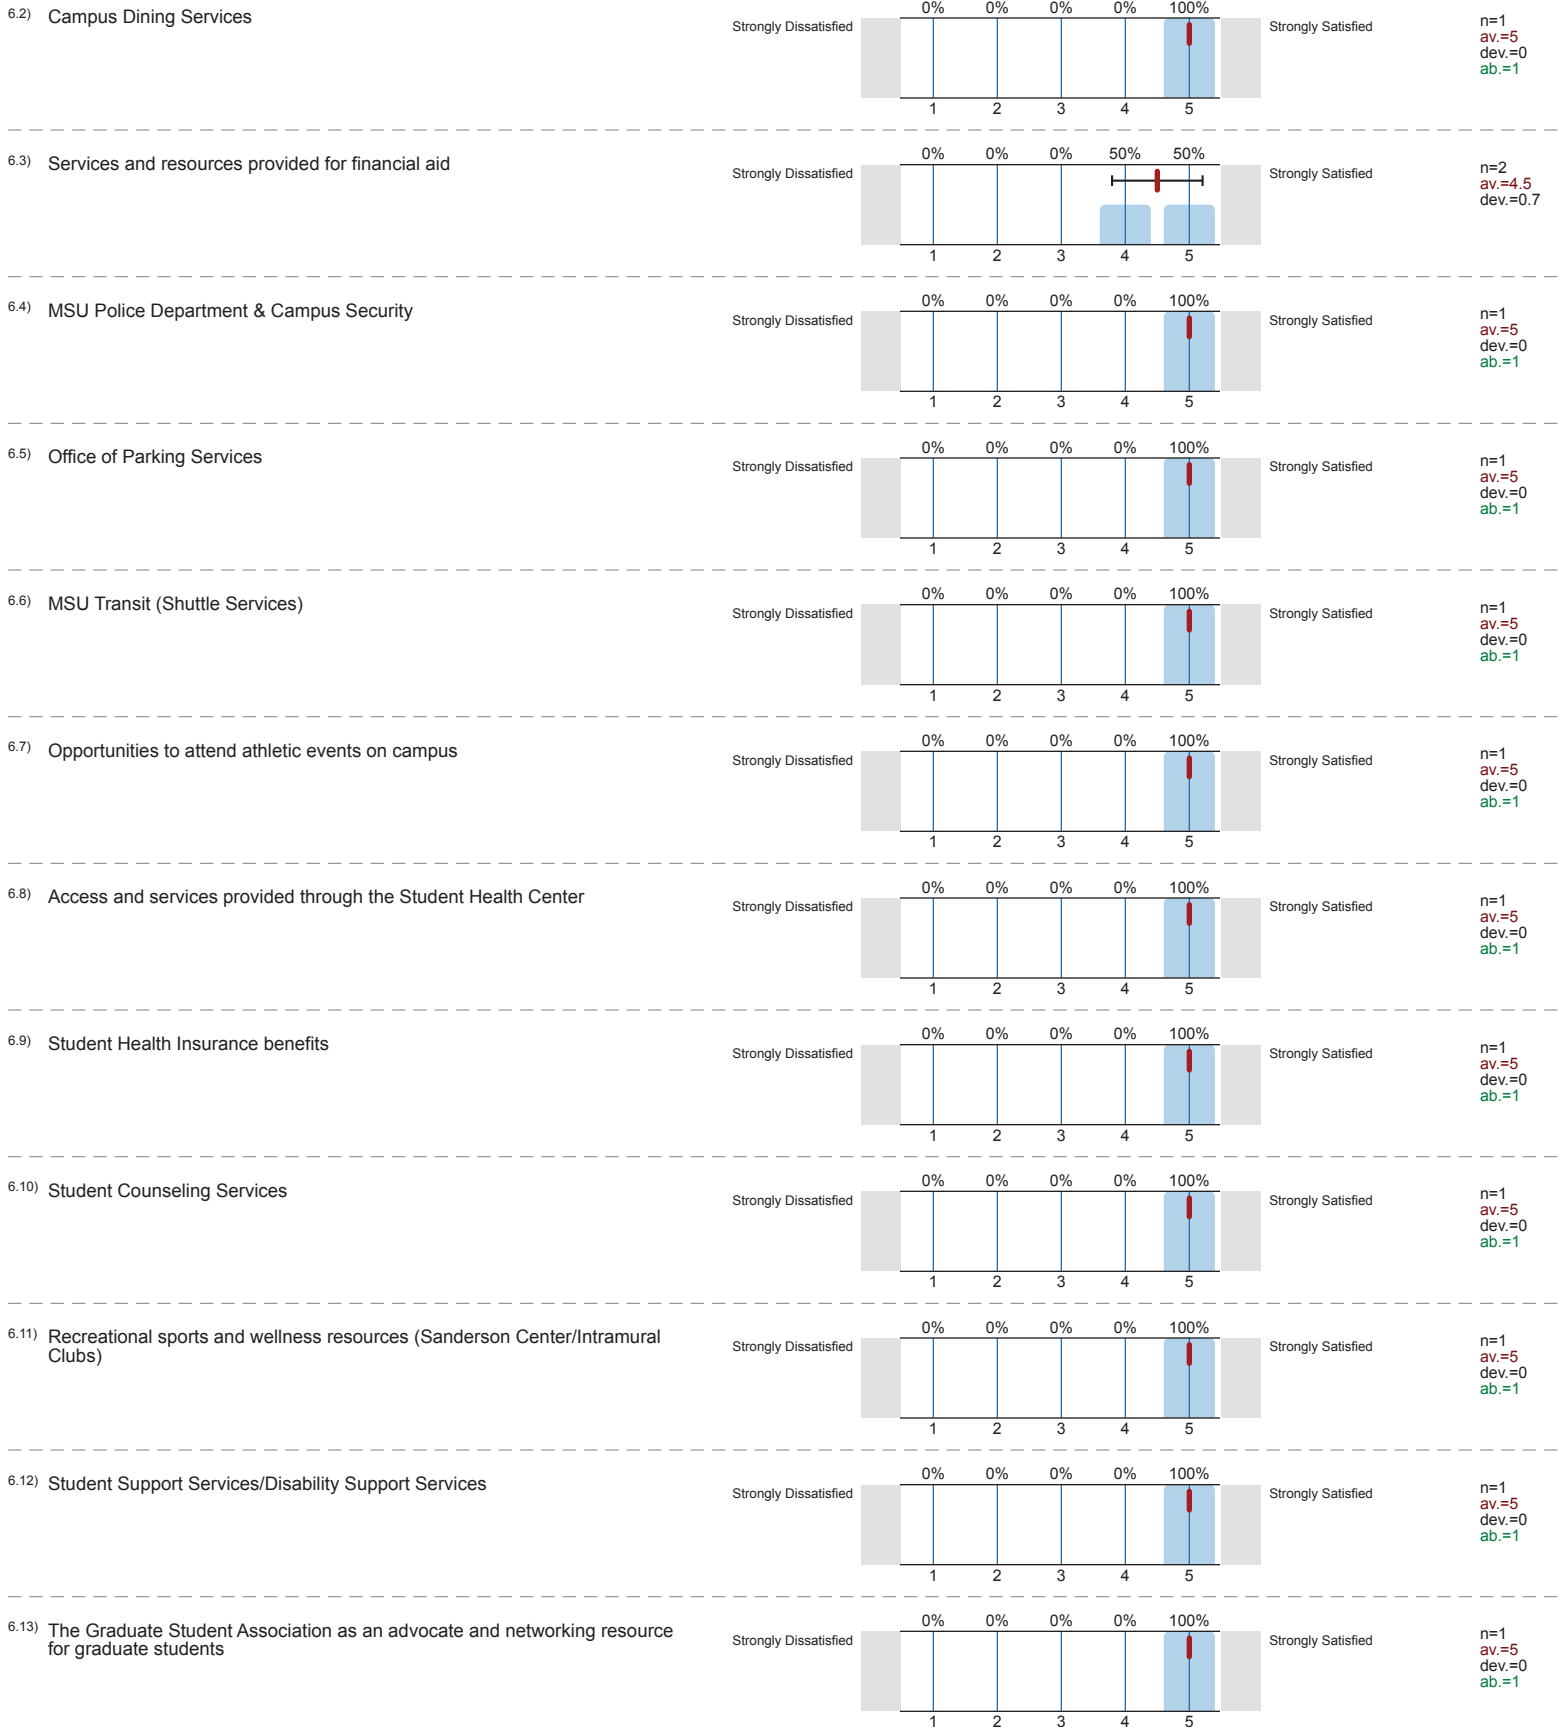 6.2) Campus Dining Services
0% 0% 0% 0% 100%
Strongly Dissatisfied Strongly Satisfied
n=1
av.=5
dev.=0
ab.=1
1 2 3 4 5
6.3) Services and resources provided for financial aid
0% 0% 0% 50% 50%
Strongly Dissatisfied Strongly Satisfied
n=2
av.=4.5
dev.=0.7
1 2 3 4 5
6.4) MSU Police Department & Campus Security
0% 0% 0% 0% 100%
Strongly Dissatisfied Strongly Satisfied
n=1
av.=5
dev.=0
ab.=1
1 2 3 4 5
6.5) Office of Parking Services
0% 0% 0% 0% 100%
Strongly Dissatisfied Strongly Satisfied
n=1
av.=5
dev.=0
ab.=1
1 2 3 4 5
6.6) MSU Transit (Shuttle Services)
0% 0% 0% 0% 100%
Strongly Dissatisfied Strongly Satisfied
n=1
av.=5
dev.=0
ab.=1
1 2 3 4 5
6.7) Opportunities to attend athletic events on campus
0% 0% 0% 0% 100%
Strongly Dissatisfied Strongly Satisfied
n=1
av.=5
dev.=0
ab.=1
1 2 3 4 5
6.8) Access and services provided through the Student Health Center
0% 0% 0% 0% 100%
Strongly Dissatisfied Strongly Satisfied
n=1
av.=5
dev.=0
ab.=1
1 2 3 4 5
6.9) Student Health Insurance benefits
0% 0% 0% 0% 100%
Strongly Dissatisfied Strongly Satisfied
n=1
av.=5
dev.=0
ab.=1
1 2 3 4 5
6.10) Student Counseling Services
0% 0% 0% 0% 100%
Strongly Dissatisfied Strongly Satisfied
n=1
av.=5
dev.=0
ab.=1
1 2 3 4 5
6.11) Recreational sports and wellness resources (Sanderson Center/Intramural
Clubs)
0% 0% 0% 0% 100%
Strongly Dissatisfied Strongly Satisfied
n=1
av.=5
dev.=0
ab.=1
1 2 3 4 5
6.12) Student Support Services/Disability Support Services
0% 0% 0% 0% 100%
Strongly Dissatisfied Strongly Satisfied
n=1
av.=5
dev.=0
ab.=1
1 2 3 4 5
6.13) The Graduate Student Association as an advocate and networking resource
for graduate students
0% 0% 0% 0% 100%
Strongly Dissatisfied Strongly Satisfied
n=1
av.=5
dev.=0
ab.=1
1 2 3 4 5